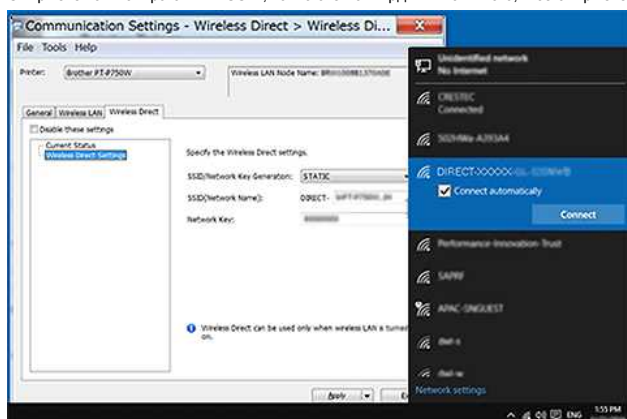 Communication Settings - Wireless Direct > Wireless Di...
File Tools Help
Printer: Brother PT-P750W
Wireless LAN Node Name:
General Wireless LAN Wireless Direct
Disable these settings
Current Status
Wireless Direct Settings
Specify the Wireless Direct settings.
SSID/Network Key Generation: STATIC
SSID(Network Name): DIRECT-
Network Key:
Wireless Direct can be used only when wireless LAN is turned
on.
Apply
Unidentified network
No Internet
CRESTEC
Connected
DIRECT-XXXXX
Connect automatically
Connect
Performance-Innovation-Trust
SAPRF
APAC-SNGUEST
Network settings
ENG 1:55 PM